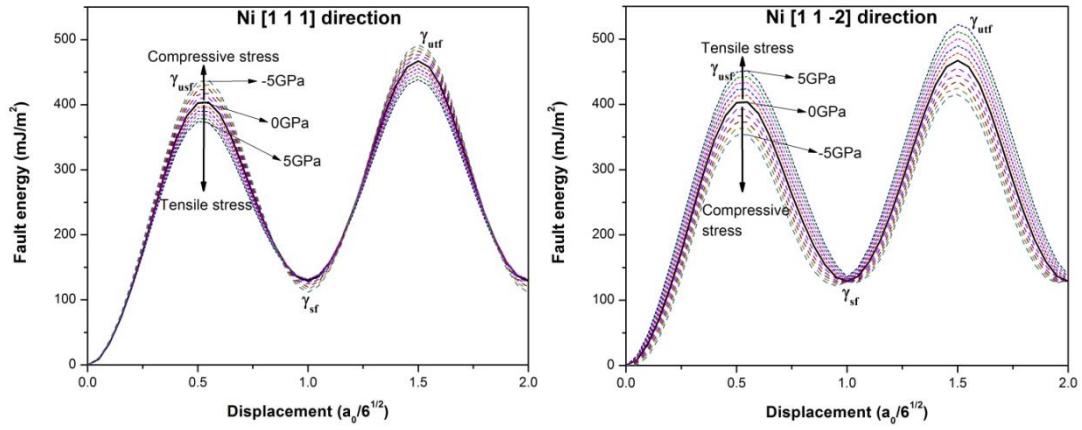 Ni [1 1 1] direction
500
400
300
200
100
0
Fault energy (mJ/m²)
Compressive stress
γusf
-5GPa
0GPa
5GPa
Tensile stress
γutf
γsf
0.0 0.5 1.0 1.5 2.0
Displacement (a₀/6^1/2)
Ni [1 1 -2] direction
500
400
300
200
100
0
Fault energy (mJ/m²)
Tensile stress
γusf
5GPa
0GPa
-5GPa
Compressive
stress
γutf
γsf
0.0 0.5 1.0 1.5 2.0
Displacement (a₀/6^1/2)